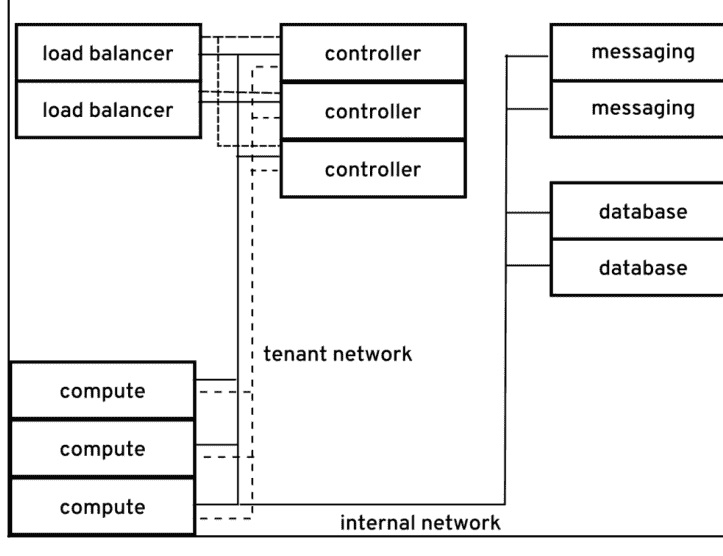 load balancer
load balancer
controller
controller
controller
messaging
messaging
database
database
tenant network
compute
compute
compute
internal network